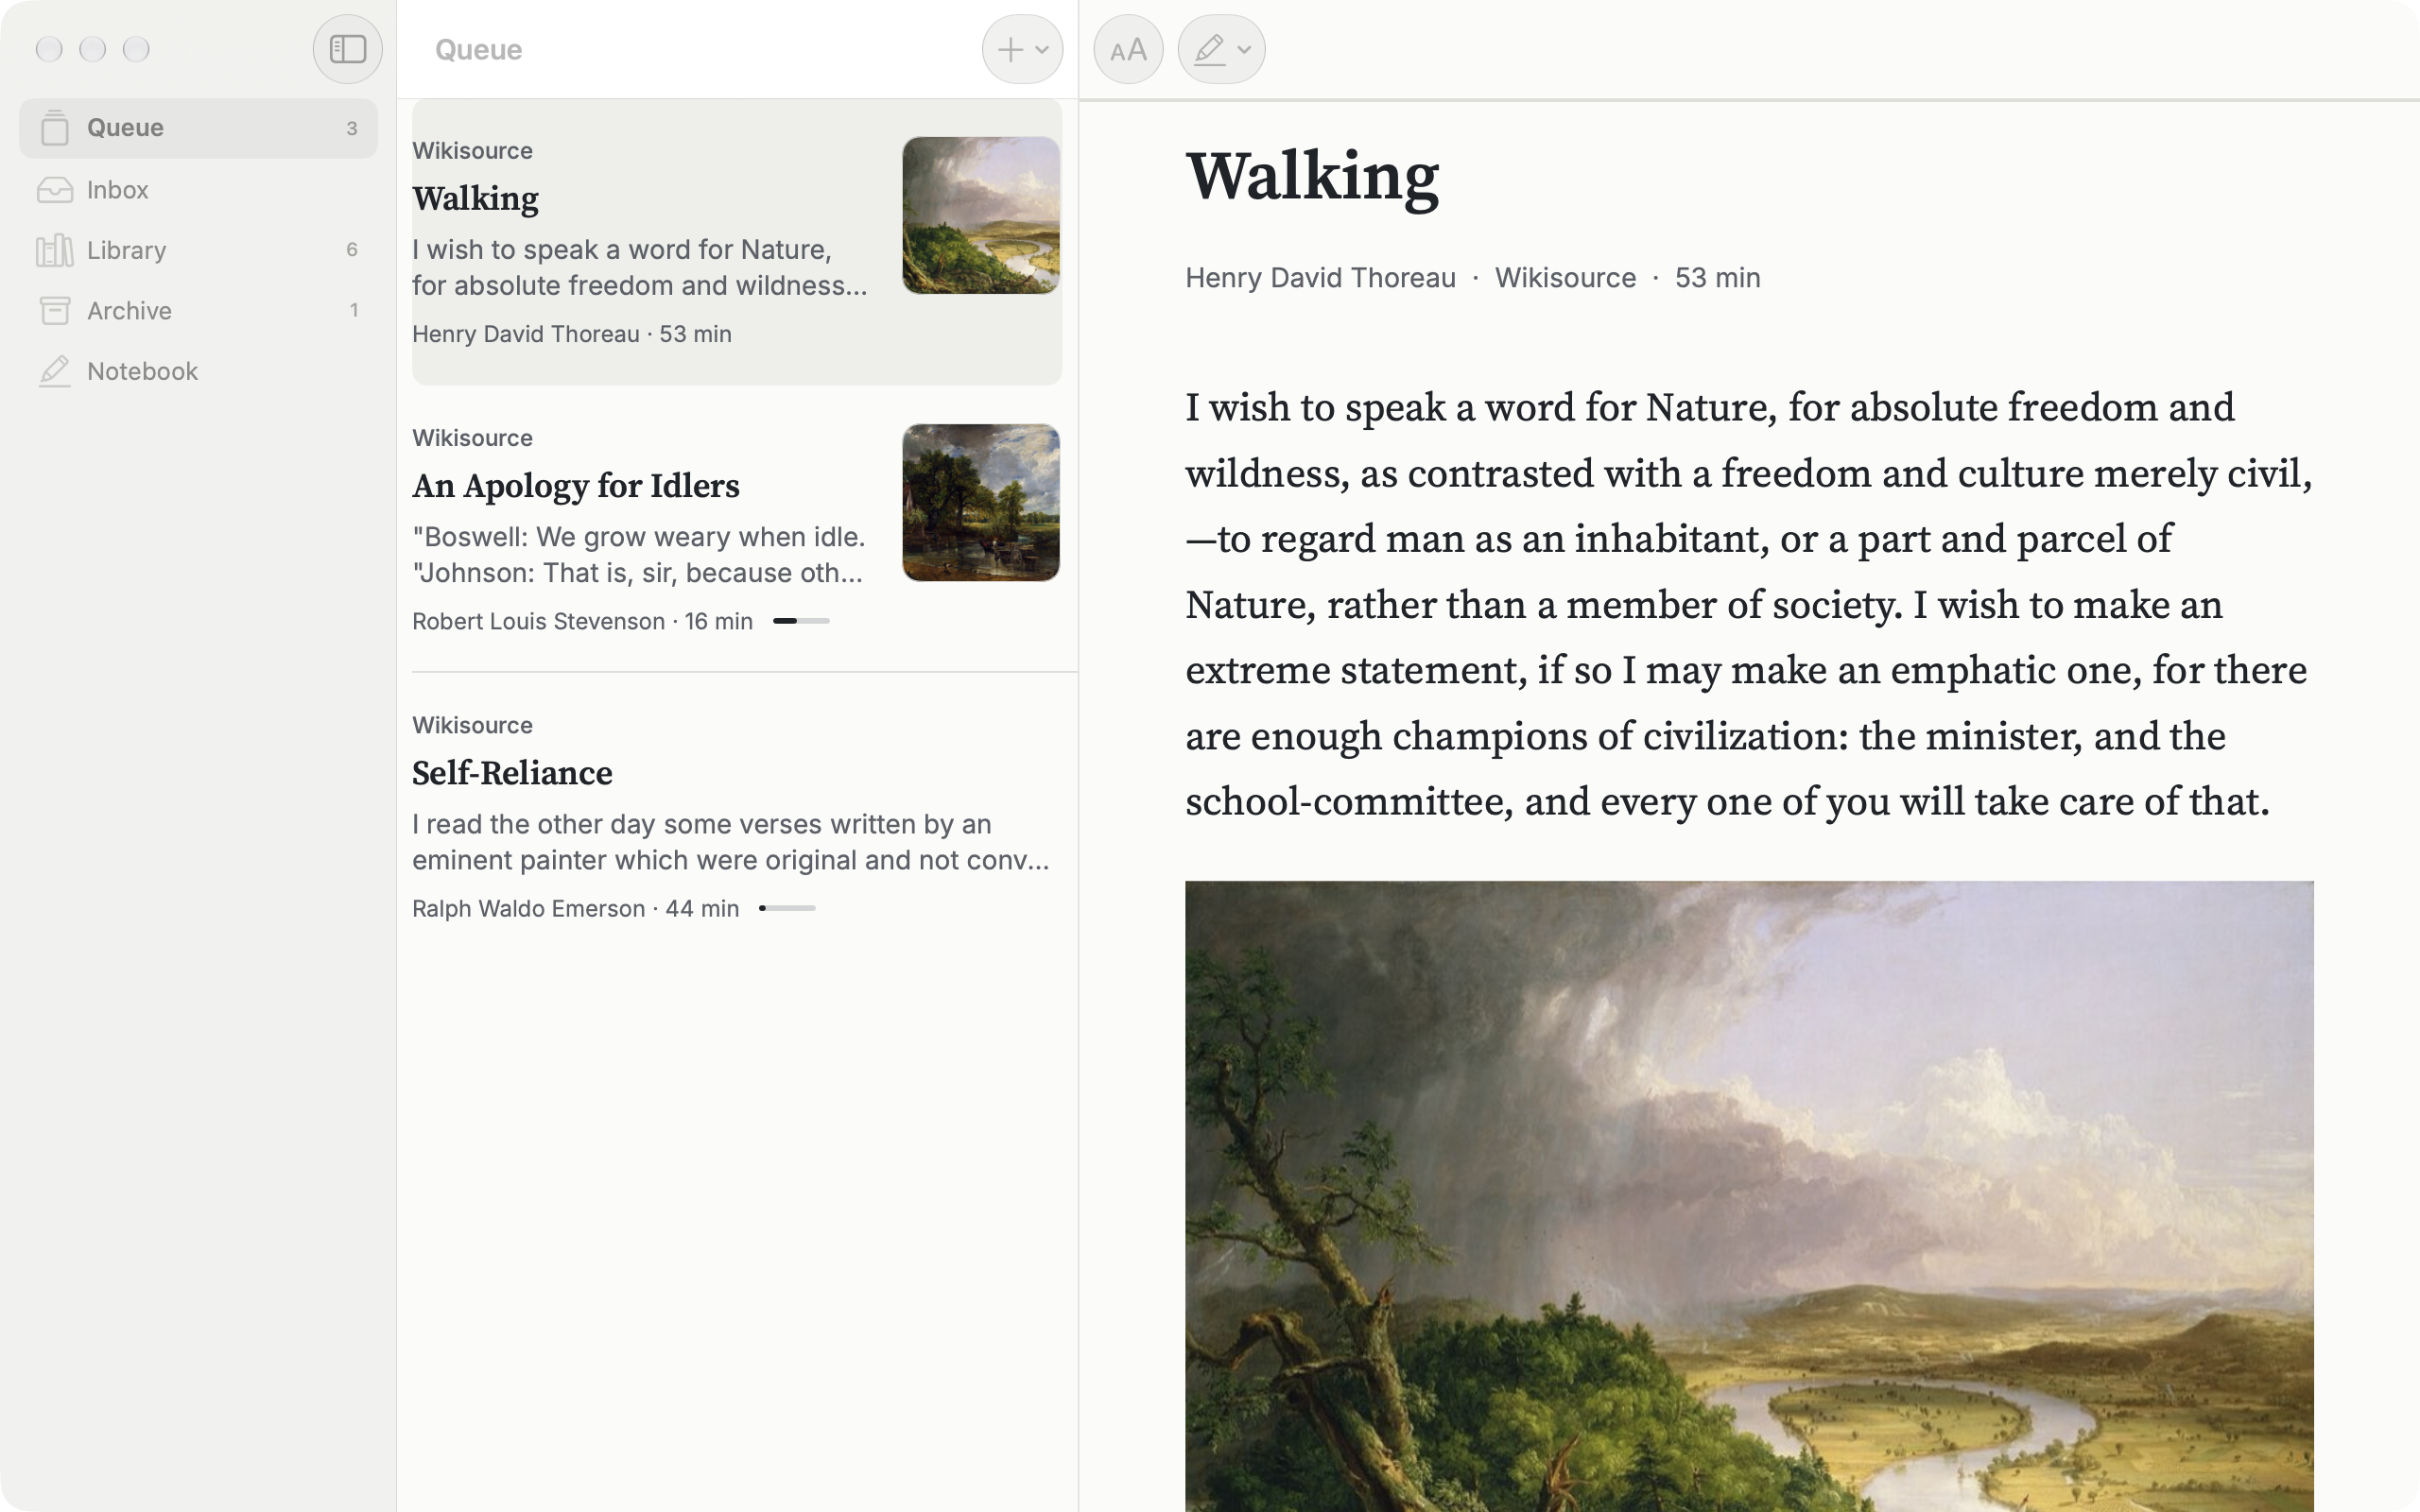 Queue 3
Inbox
Library 6
Archive 1
Notebook
Queue
Wikisource
Walking
I wish to speak a word for Nature,
for absolute freedom and wildness...
Henry David Thoreau · 53 min
Wikisource
An Apology for Idlers
"Boswell: We grow weary when idle.
"Johnson: That is, sir, because oth...
Robert Louis Stevenson · 16 min
Wikisource
Self-Reliance
I read the other day some verses written by an
eminent painter which were original and not conv...
Ralph Waldo Emerson · 44 min
AA
Walking
Henry David Thoreau · Wikisource · 53 min
I wish to speak a word for Nature, for absolute freedom and
wildness, as contrasted with a freedom and culture merely civil,
—to regard man as an inhabitant, or a part and parcel of
Nature, rather than a member of society. I wish to make an
extreme statement, if so I may make an emphatic one, for there
are enough champions of civilization: the minister, and the
school-committee, and every one of you will take care of that.